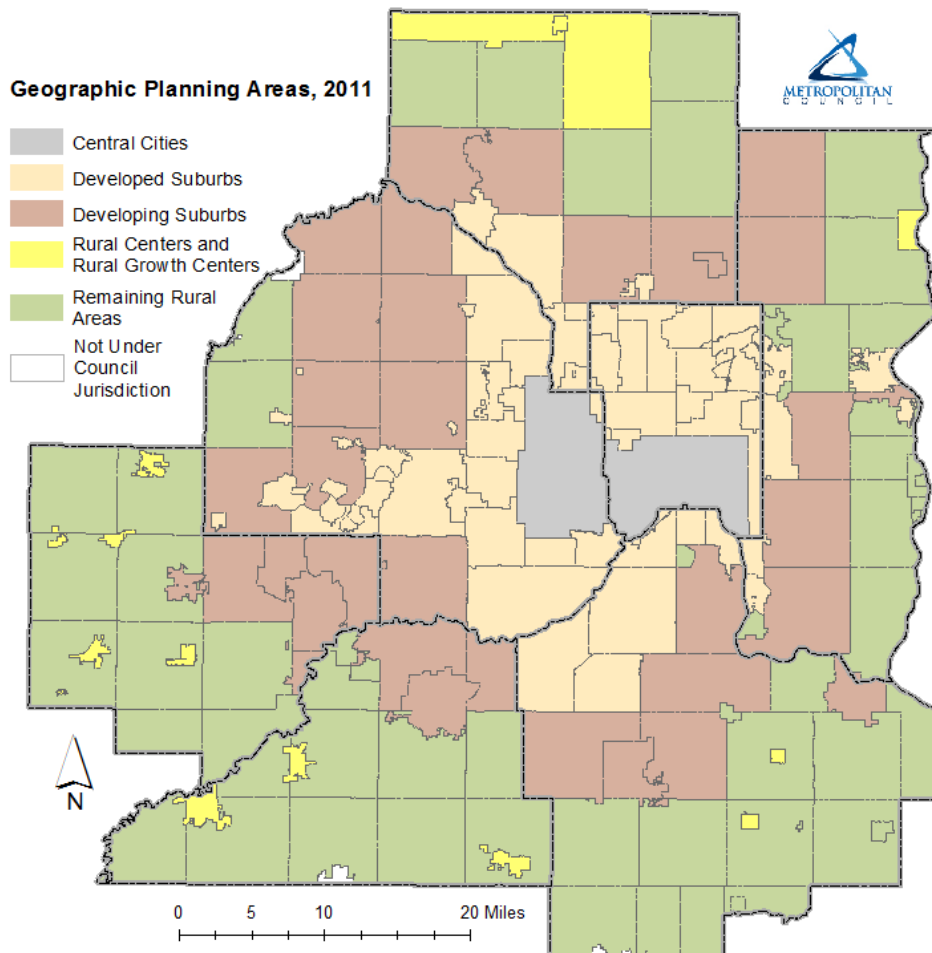 Geographic Planning Areas, 2011
Central Cities
Developed Suburbs
Developing Suburbs
Rural Centers and
Rural Growth Centers
Remaining Rural
Areas
Not Under
Council
Jurisdiction
METROPOLITAN
COUNCIL
N
0 5 10 20 Miles